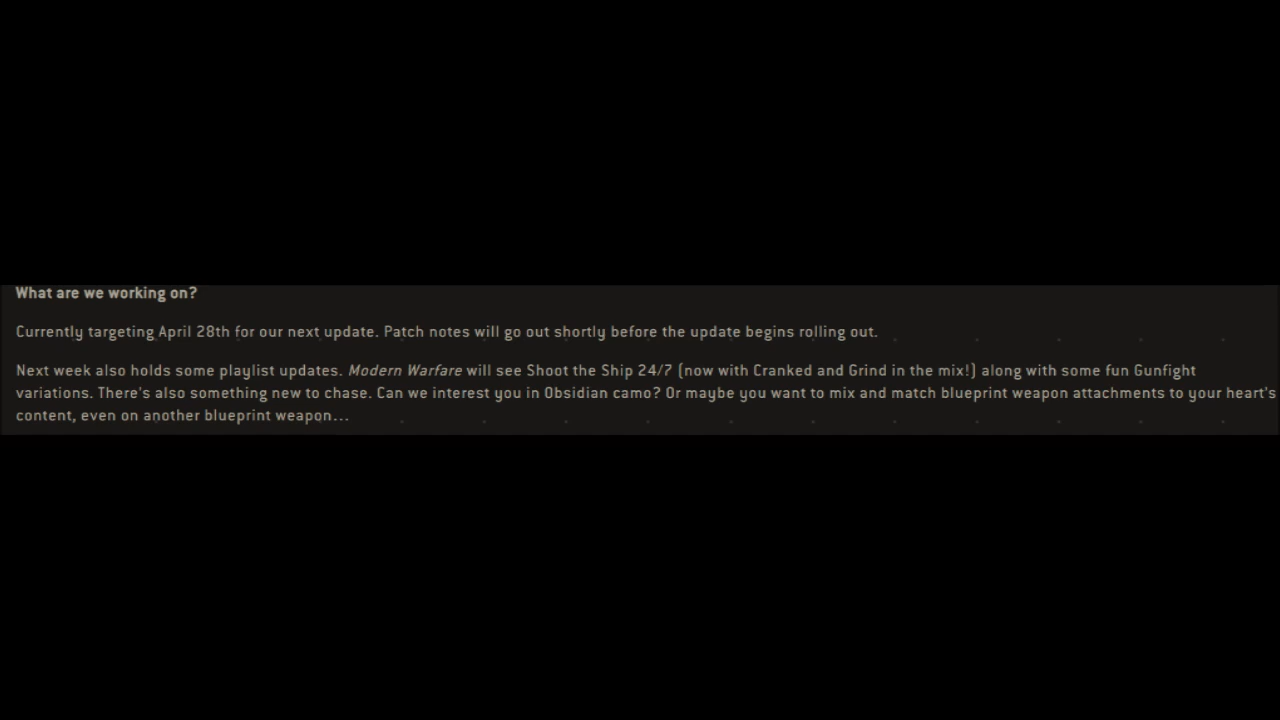 What are we working on?
Currently targeting April 28th for our next update. Patch notes will go out shortly before the update begins rolling out.
Next week also holds some playlist updates. Modern Warfare will see Shoot the Ship 24/7 (now with Cranked and Grind in the mix!) along with some fun Gunfight
variations. There's also something new to chase. Can we interest you in Obsidian camo? Or maybe you want to mix and match blueprint weapon attachments to your heart's
content, even on another blueprint weapon...